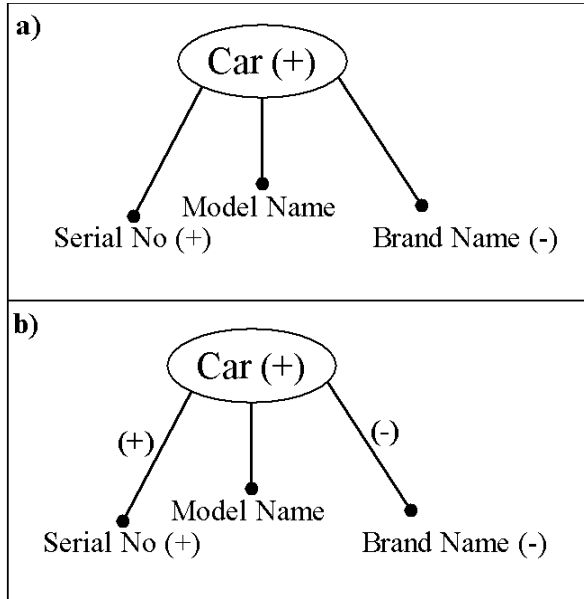 a)
Car (+)
Model Name
Serial No (+)
Brand Name (-)
b)
Car (+)
(+)
(-)
Model Name
Serial No (+)
Brand Name (-)